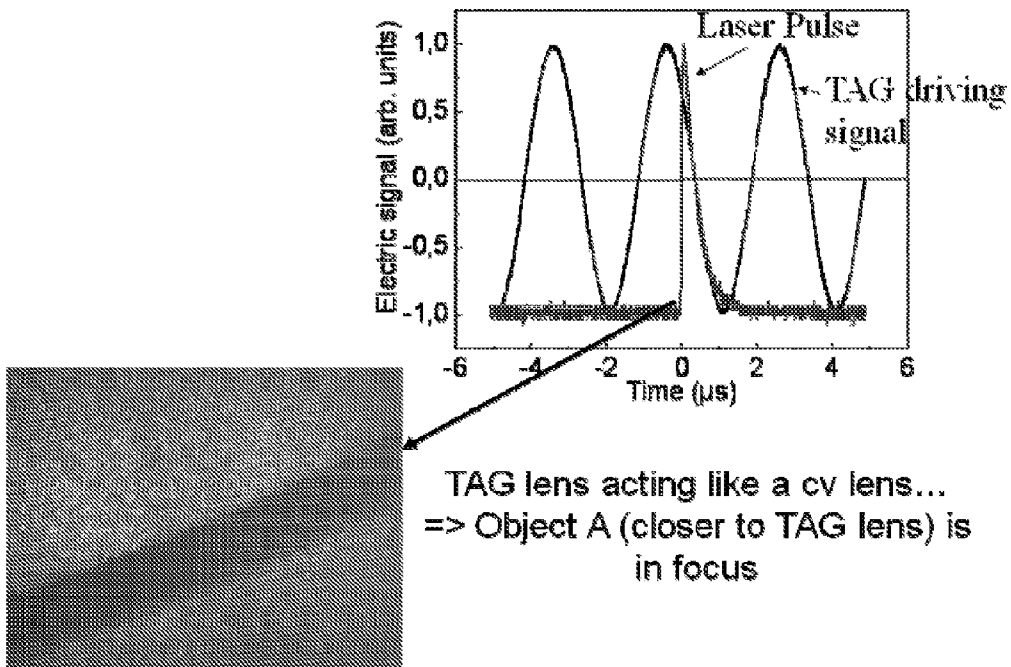 Laser Pulse
TAG driving
signal
Electric signal (arb. units)
1,0
0,5
0,0
-0,5
-1,0
-6 -4 -2 0 2 4 6
Time (µs)
TAG lens acting like a cv lens...
=> Object A (closer to TAG lens) is
in focus